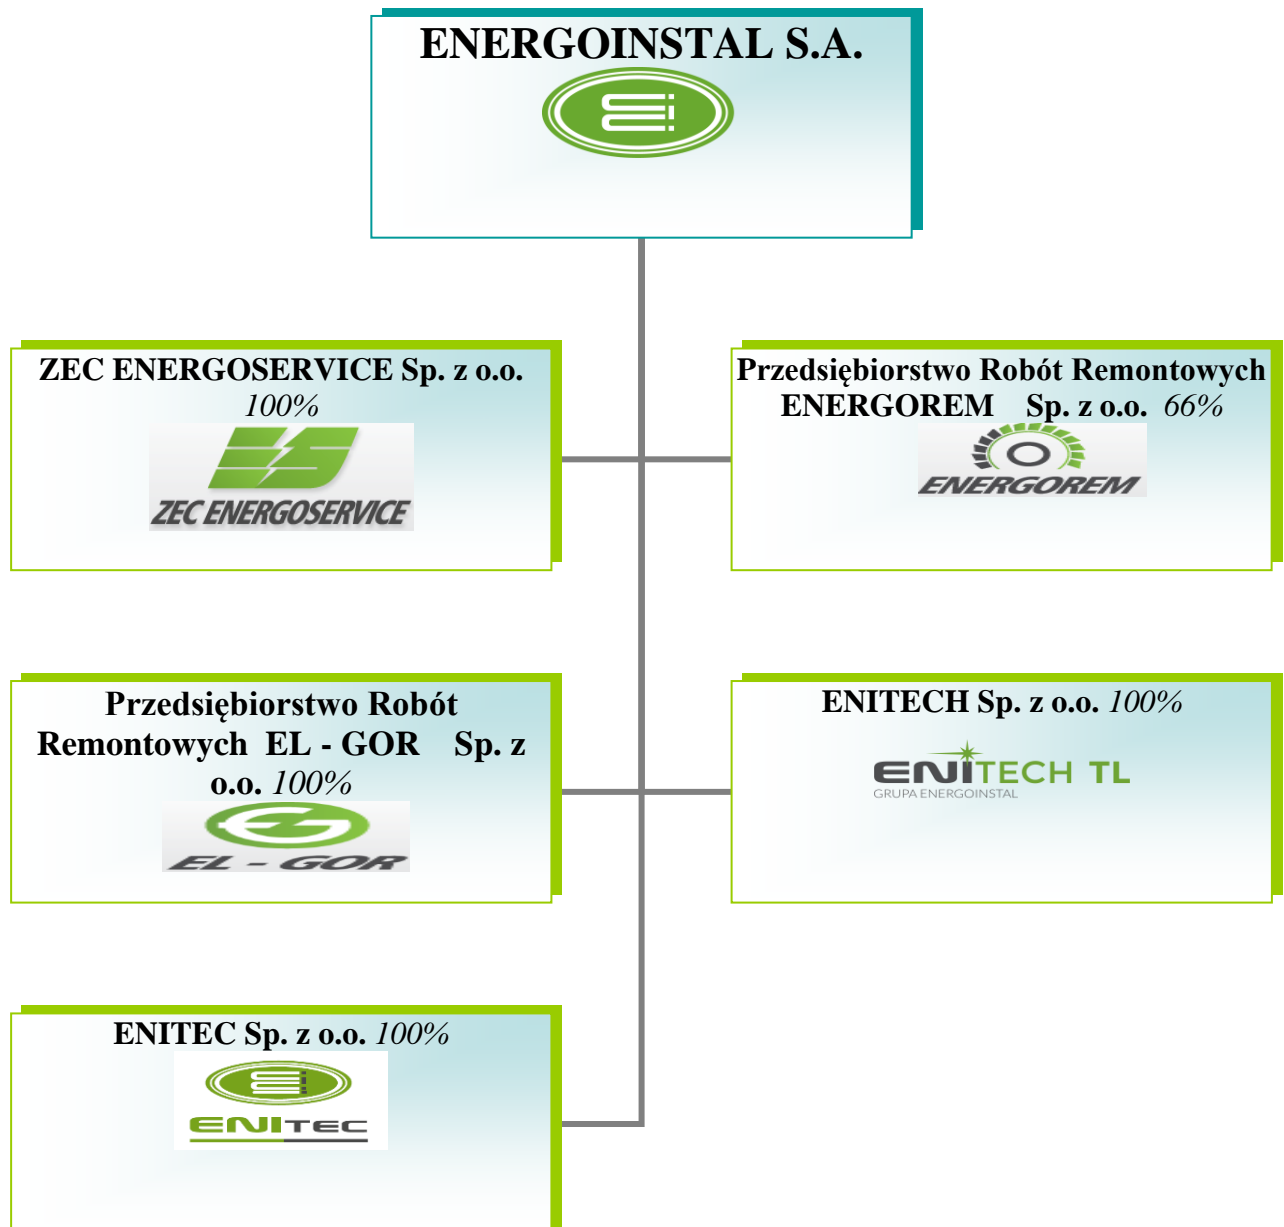 ENERGOINSTAL S.A.
ZEC ENERGOSERVICE Sp. z o.o.
100%
ZEC ENERGOSERVICE
Przedsiębiorstwo Robót Remontowych
ENERGOREM Sp. z o.o. 66%
ENERGOREM
Przedsiębiorstwo Robót
Remontowych EL - GOR Sp. z
o.o. 100%
EL - GOR
ENITECH Sp. z o.o. 100%
ENITECH TL
GRUPA ENERGOINSTAL
ENITEC Sp. z o.o. 100%
ENITEC